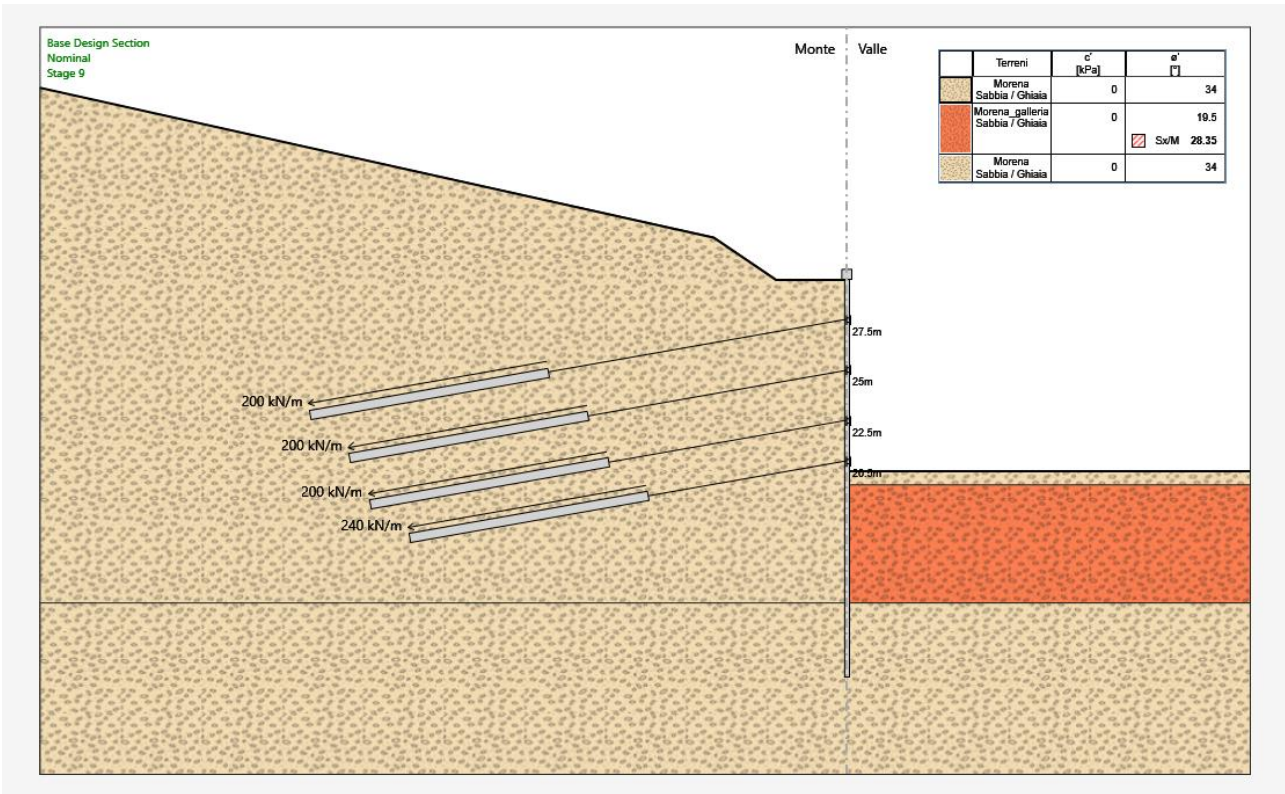 Base Design Section
Nominal
Stage 9
Monte
Valle
Terreni c' ø'
[kPa] [°]
Morena
Sabbia / Ghiaia 0 34
Morena_galleria
Sabbia / Ghiaia 0 19.5
Sx/M 28.35
Morena
Sabbia / Ghiaia 0 34
27.5m
25m
200 kN/m
22.5m
200 kN/m
20.5m
200 kN/m
240 kN/m